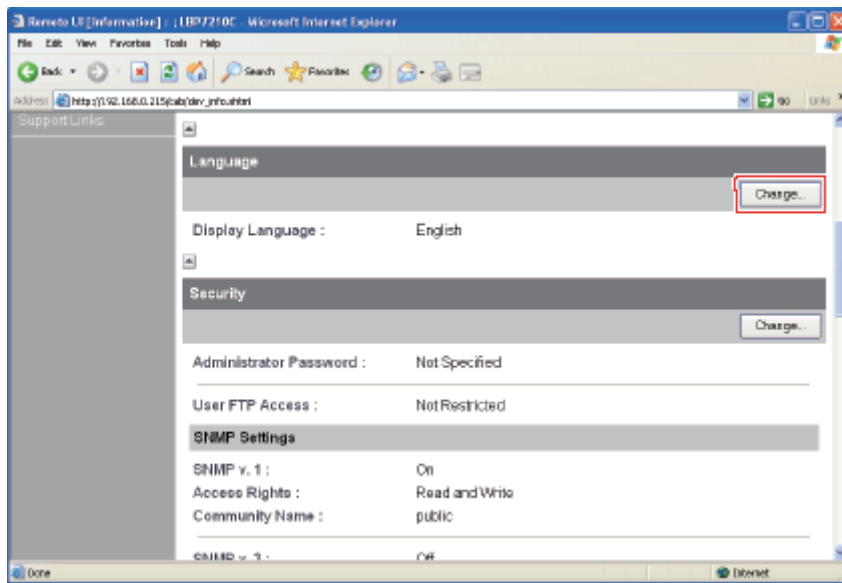 Remote UI [Information] : ; LBP7210C - Microsoft Internet Explorer
File Edit View Favorites Tools Help
Back Search Favorites
Address http://192.168.0.215/cab/dev_info.shtml Go Links »
Support Links
Language
Change...
Display Language : English
Security
Change...
Administrator Password : Not Specified
User FTP Access : Not Restricted
SNMP Settings
SNMP v. 1 : On
Access Rights : Read and Write
Community Name : public
SNMP v. 3 : Off
Done Internet